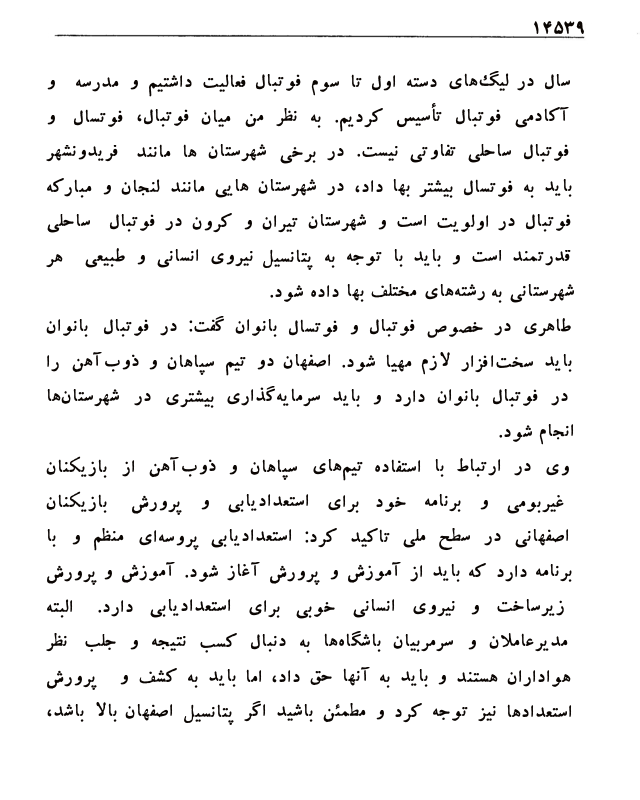 ۱۴۵۳۹
سال در لیگ‌های دسته اول تا سوم فوتبال فعالیت داشتیم و مدرسه و
آکادمی فوتبال تأسیس کردیم. به نظر من میان فوتبال، فوتسال و
فوتبال ساحلی تفاوتی نیست. در برخی شهرستان ها مانند فریدونشهر
باید به فوتسال بیشتر بها داد، در شهرستان هایی مانند لنجان و مبارکه
فوتبال در اولویت است و شهرستان تیران و کرون در فوتبال ساحلی
قدرتمند است و باید با توجه به پتانسیل نیروی انسانی و طبیعی هر
شهرستانی به رشته‌های مختلف بها داده شود.
طاهری در خصوص فوتبال و فوتسال بانوان گفت: در فوتبال بانوان
باید سخت‌افزار لازم مهیا شود. اصفهان دو تیم سپاهان و ذوب‌آهن را
در فوتبال بانوان دارد و باید سرمایه‌گذاری بیشتری در شهرستان‌ها
انجام شود.
وی در ارتباط با استفاده تیم‌های سپاهان و ذوب‌آهن از بازیکنان
غیربومی و برنامه خود برای استعدادیابی و پرورش بازیکنان
اصفهانی در سطح ملی تاکید کرد: استعدادیابی پروسه‌ای منظم و با
برنامه دارد که باید از آموزش و پرورش آغاز شود. آموزش و پرورش
زیرساخت و نیروی انسانی خوبی برای استعدادیابی دارد. البته
مدیرعاملان و سرمربیان باشگاه‌ها به دنبال کسب نتیجه و جلب نظر
هواداران هستند و باید به آنها حق داد، اما باید به کشف و پرورش
استعدادها نیز توجه کرد و مطمئن باشید اگر پتانسیل اصفهان بالا باشد،